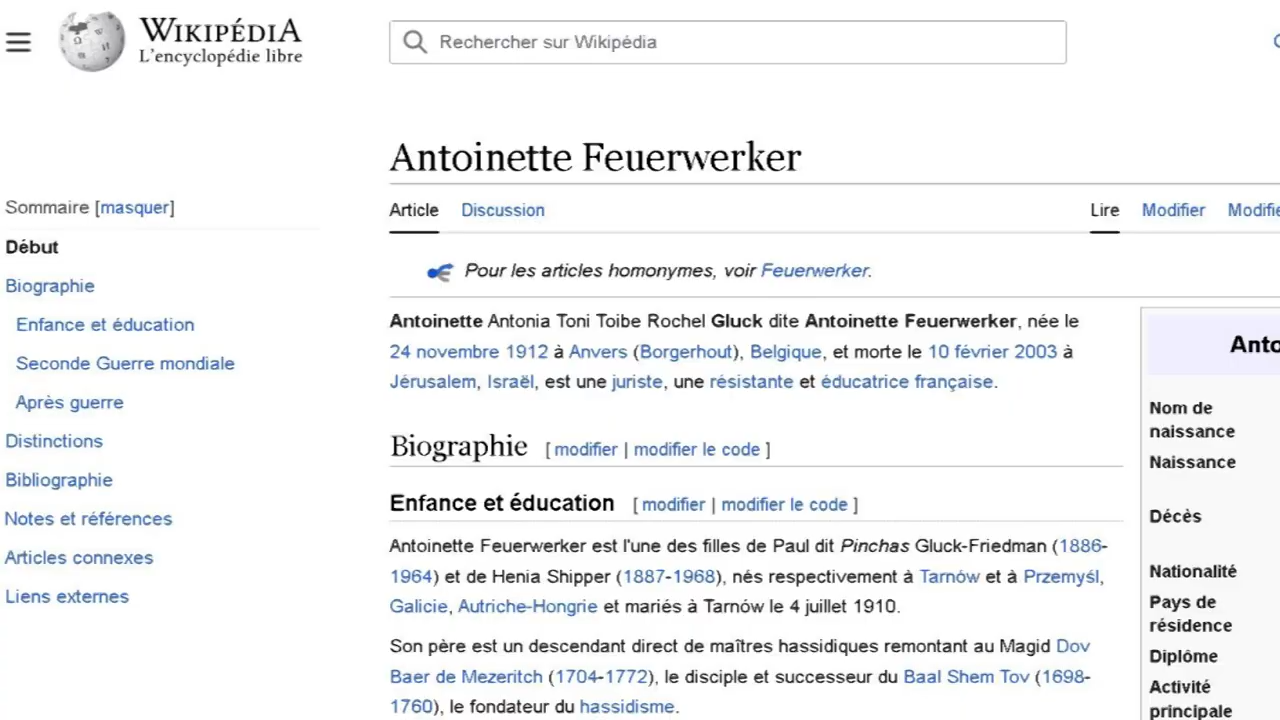 WIKIPÉDIA
L'encyclopédie libre
Rechercher sur Wikipédia
Antoinette Feuerwerker
Sommaire [masquer]
Début
Biographie
Enfance et éducation
Seconde Guerre mondiale
Après guerre
Distinctions
Bibliographie
Notes et références
Articles connexes
Liens externes
Article Discussion Lire Modifier Modifie
Pour les articles homonymes, voir Feuerwerker.
Antoinette Antonia Toni Toibe Rochel Gluck dite Antoinette Feuerwerker, née le
24 novembre 1912 à Anvers (Borgerhout), Belgique, et morte le 10 février 2003 à
Jérusalem, Israël, est une juriste, une résistante et éducatrice française.
Biographie [ modifier | modifier le code ]
Enfance et éducation [ modifier | modifier le code ]
Antoinette Feuerwerker est l'une des filles de Paul dit Pinchas Gluck-Friedman (1886-
1964) et de Henia Shipper (1887-1968), nés respectivement à Tarnów et à Przemyśl,
Galicie, Autriche-Hongrie et mariés à Tarnów le 4 juillet 1910.
Son père est un descendant direct de maîtres hassidiques remontant au Magid Dov
Baer de Mezeritch (1704-1772), le disciple et successeur du Baal Shem Tov (1698-
1760), le fondateur du hassidisme.
Anto
Nom de
naissance
Naissance
Décès
Nationalité
Pays de
résidence
Diplôme
Activité
principale